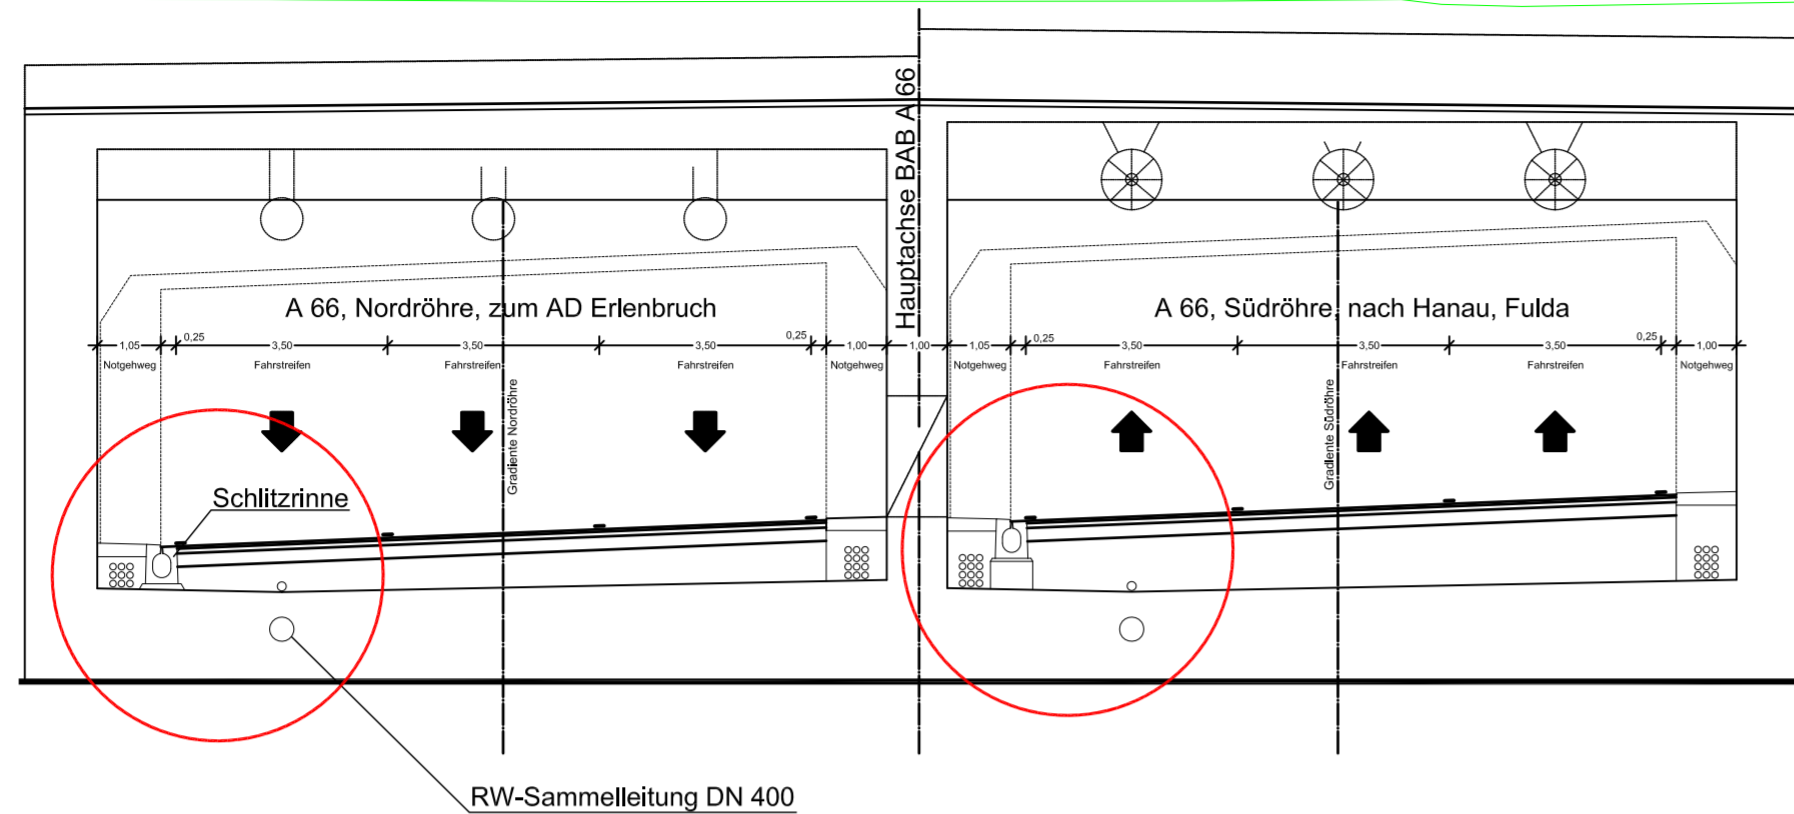 Hauptachse BAB A 66
A 66, Nordröhre, zum AD Erlenbruch
A 66, Südröhre, nach Hanau, Fulda
1,05 0,25 3,50 3,50 3,50 0,25 1,00 1,00 1,05 0,25 3,50 3,50 3,50 0,25 1,00
Notgehweg Fahrstreifen Fahrstreifen Fahrstreifen Notgehweg Notgehweg Fahrstreifen Fahrstreifen Fahrstreifen Notgehweg
Gradiente Nordröhre
Gradiente Südröhre
Schlitzrinne
RW-Sammelleitung DN 400